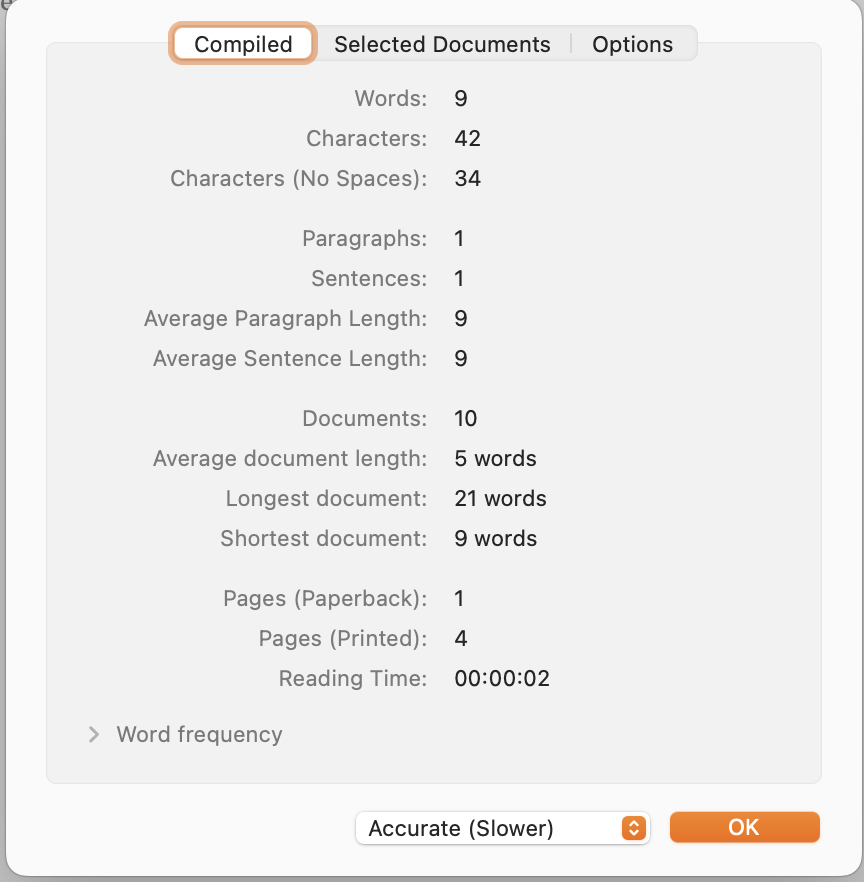 Compiled Selected Documents Options
Words: 9
Characters: 42
Characters (No Spaces): 34
Paragraphs: 1
Sentences: 1
Average Paragraph Length: 9
Average Sentence Length: 9
Documents: 10
Average document length: 5 words
Longest document: 21 words
Shortest document: 9 words
Pages (Paperback): 1
Pages (Printed): 4
Reading Time: 00:00:02
Word frequency
Accurate (Slower) OK